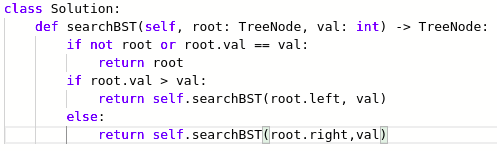 class Solution:
    def searchBST(self, root: TreeNode, val: int) -> TreeNode:
        if not root or root.val == val:
            return root
        if root.val > val:
            return self.searchBST(root.left, val)
        else:
            return self.searchBST(root.right,val)